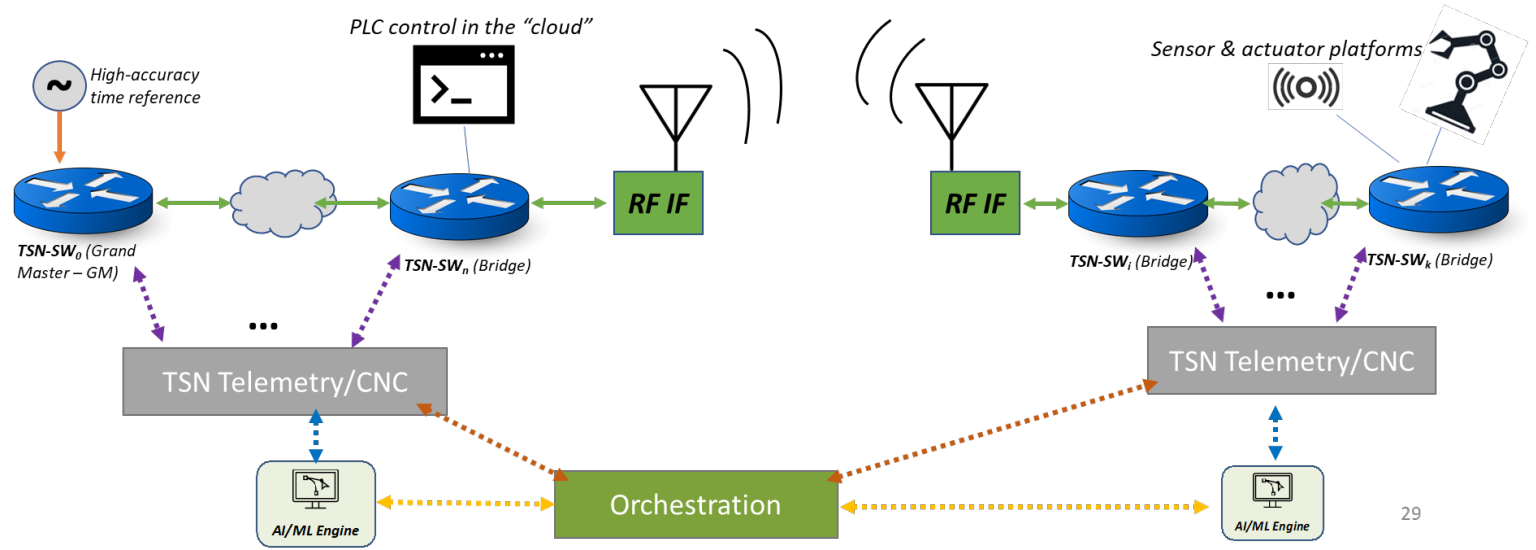 PLC control in the “cloud”
Sensor & actuator platforms
High-accuracy
time reference
>_
RF IF
RF IF
TSN-SW0 (Grand
Master – GM)
TSN-SWn (Bridge)
TSN-SWi (Bridge)
TSN-SWk (Bridge)
...
...
TSN Telemetry/CNC
TSN Telemetry/CNC
Orchestration
AI/ML Engine
AI/ML Engine
29